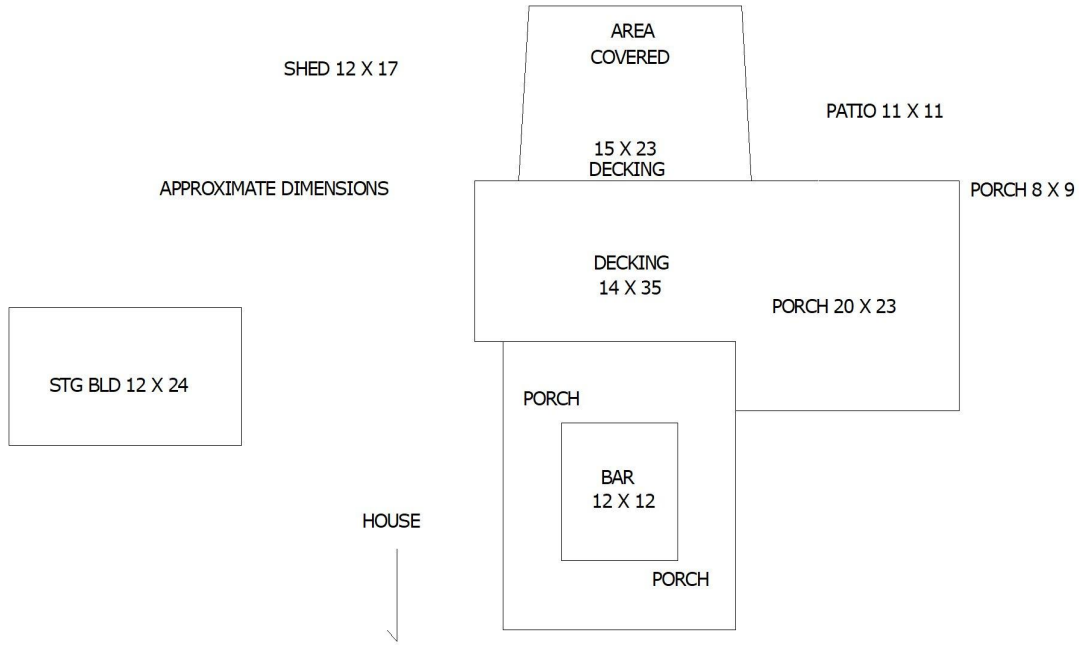 AREA
COVERED
SHED 12 X 17
PATIO 11 X 11
15 X 23
DECKING
APPROXIMATE DIMENSIONS
PORCH 8 X 9
DECKING
14 X 35
PORCH 20 X 23
STG BLD 12 X 24
PORCH
BAR
12 X 12
HOUSE
PORCH